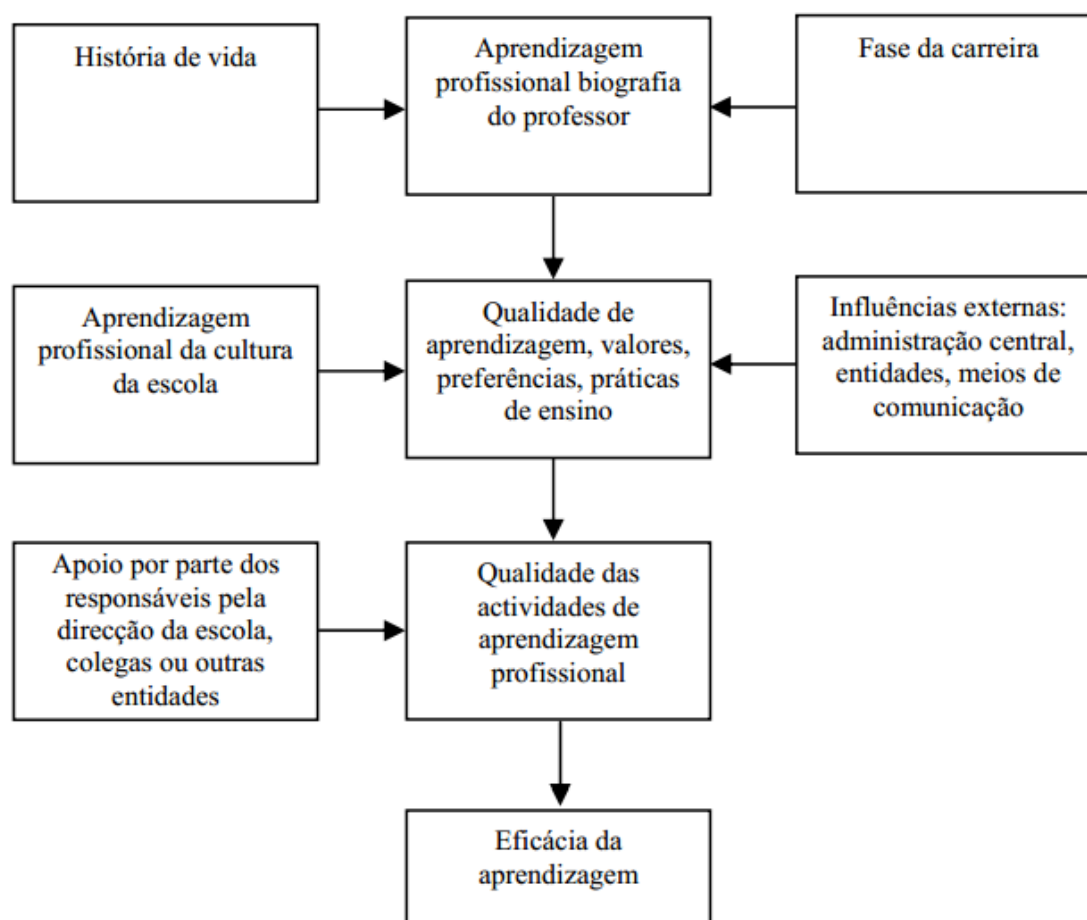 História de vida
Aprendizagem
profissional biografia
do professor
Fase da carreira
Aprendizagem
profissional da cultura
da escola
Qualidade de
aprendizagem, valores,
preferências, práticas
de ensino
Influências externas:
administração central,
entidades, meios de
comunicação
Apoio por parte dos
responsáveis pela
direcção da escola,
colegas ou outras
entidades
Qualidade das
actividades de
aprendizagem
profissional
Eficácia da
aprendizagem